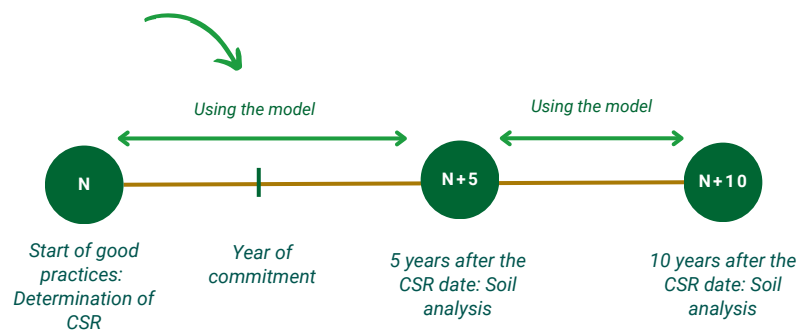 Using the model
Using the model
N
N+5
N+10
Start of good
practices:
Determination of
CSR
Year of
commitment
5 years after the
CSR date: Soil
analysis
10 years after the
CSR date: Soil
analysis